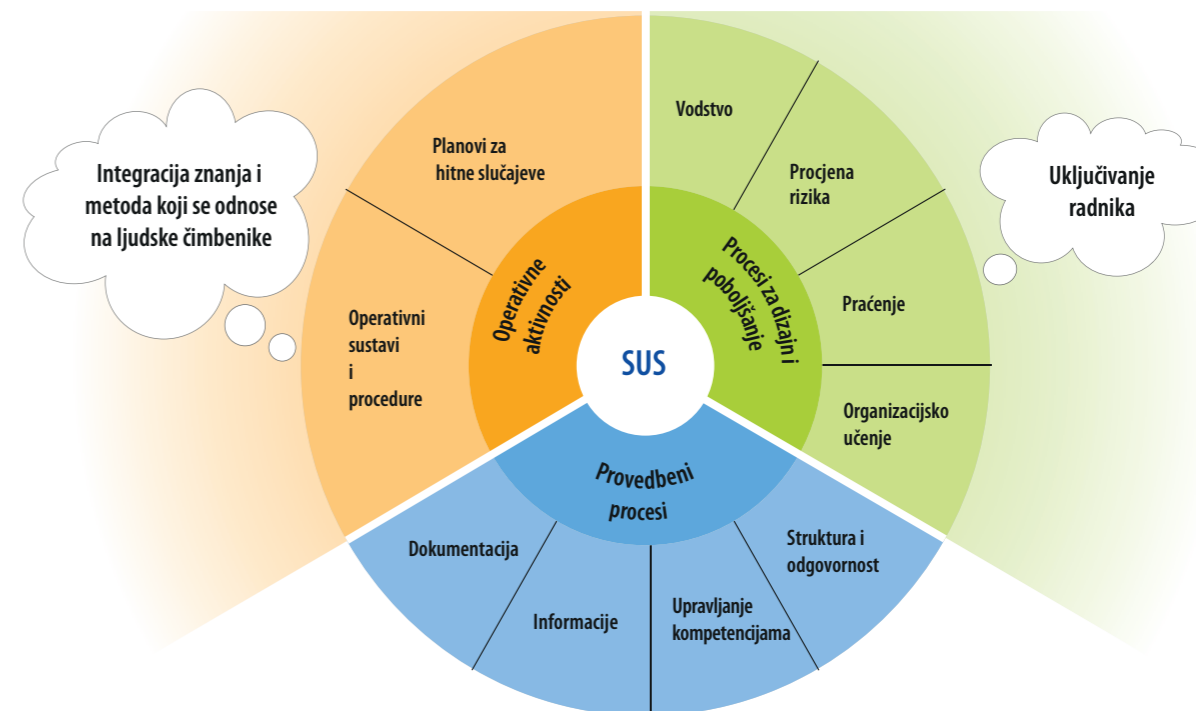 Integracija znanja i
metoda koji se odnose
na ljudske čimbenike
Planovi za
hitne slučajeve
Operativni
sustavi
i
procedure
Operativne
aktivnosti
Vodstvo
Procjena
rizika
Praćenje
Organizacijsko
učenje
Procesi za dizajn i
poboljšanje
Uključivanje
radnika
SUS
Provedbeni
procesi
Dokumentacija
Informacije
Upravljanje
kompetencijama
Struktura i
odgovornost